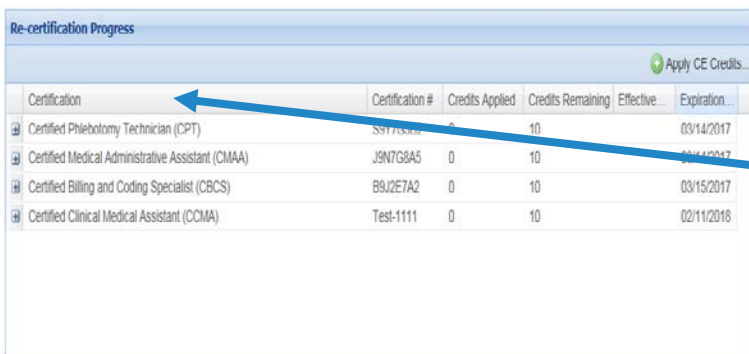 Re-certification Progress
Apply CE Credits...
Certification Certification # Credits Applied Credits Remaining Effective... Expiration...
Certified Phlebotomy Technician (CPT) 10 03/14/2017
Certified Medical Administrative Assistant (CMAA) J9N7G8A5 0 10
Certified Billing and Coding Specialist (CBCS) B9J2E7A2 0 10 03/15/2017
Certified Clinical Medical Assistant (CCMA) Test-1111 0 10 02/11/2018